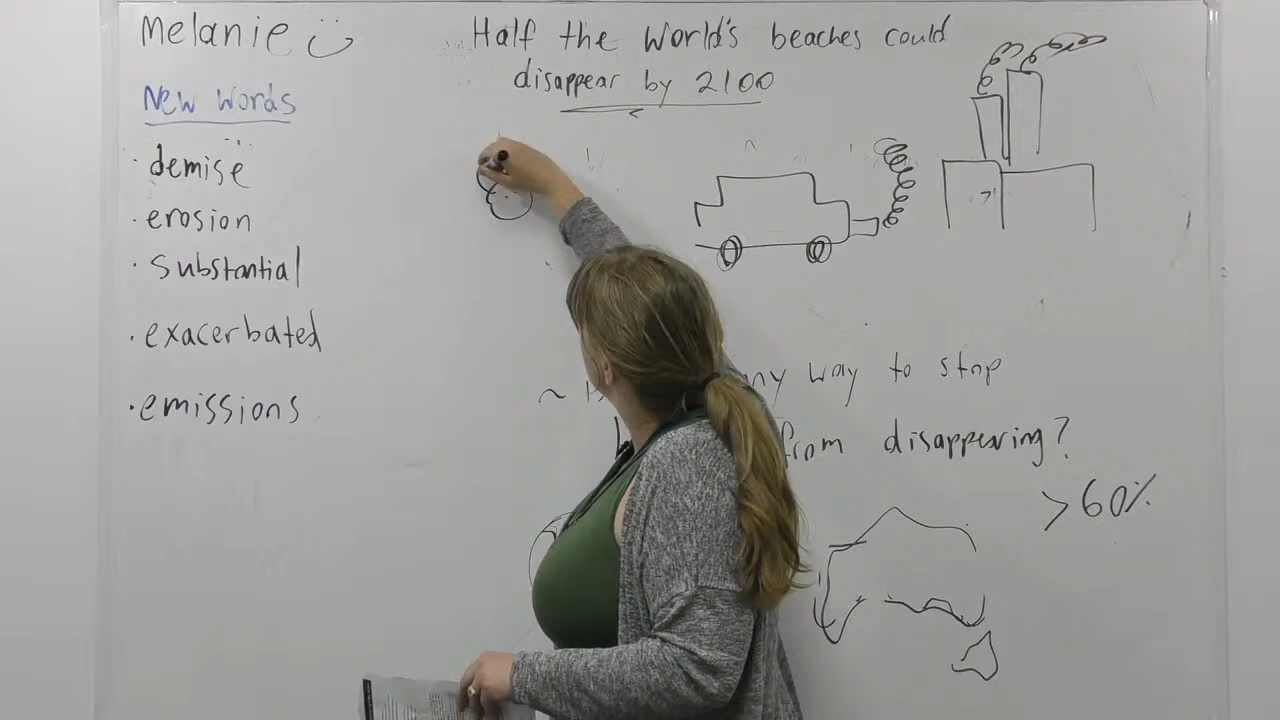 Melanie
Half the World's beaches could
disappear by 2100
New Words
· demise
· erosion
· Substantial
· exacerbated
· emissions
way to stop
from disappearing?
>60%